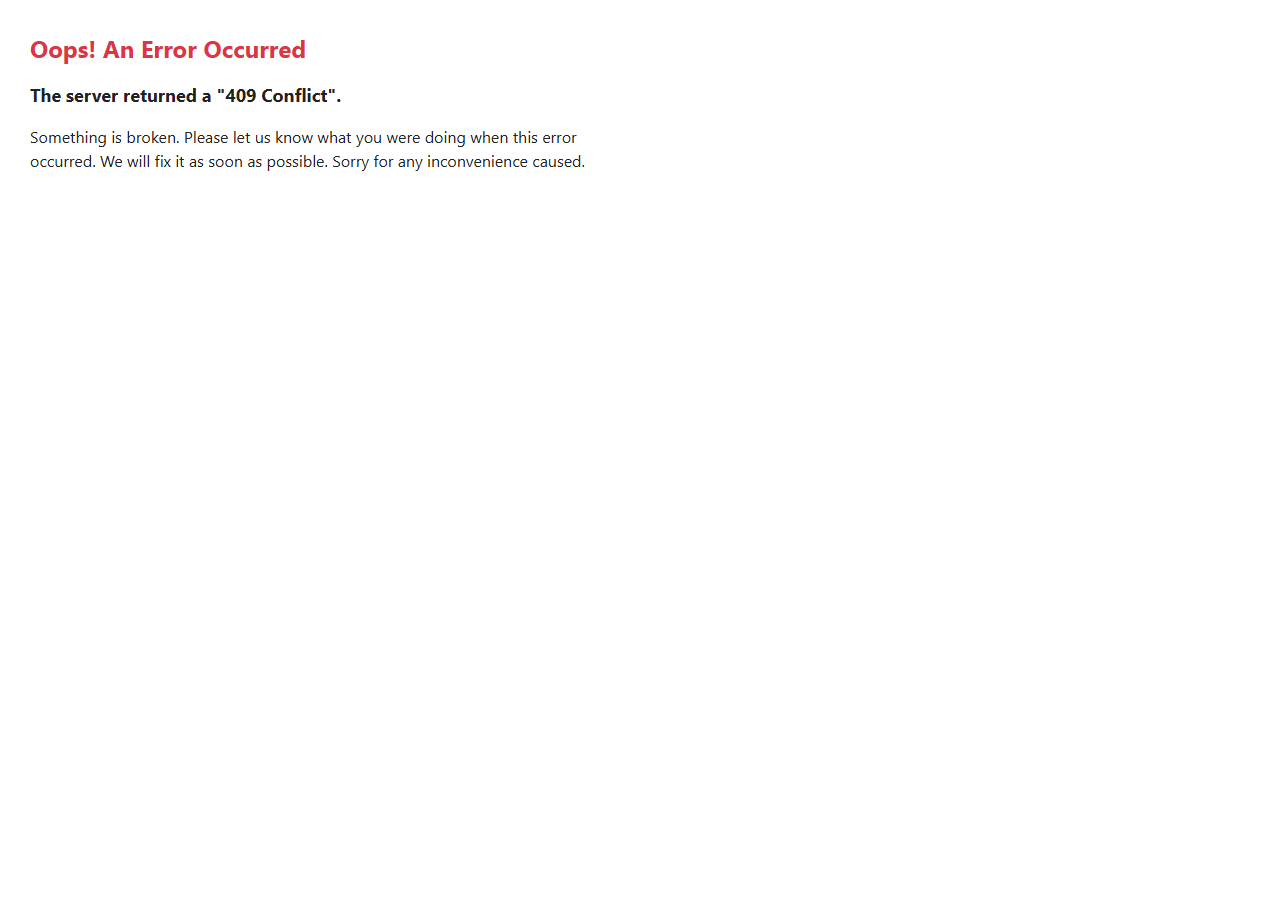 Oops! An Error Occurred
The server returned a "409 Conflict".
Something is broken. Please let us know what you were doing when this error
occurred. We will fix it as soon as possible. Sorry for any inconvenience caused.